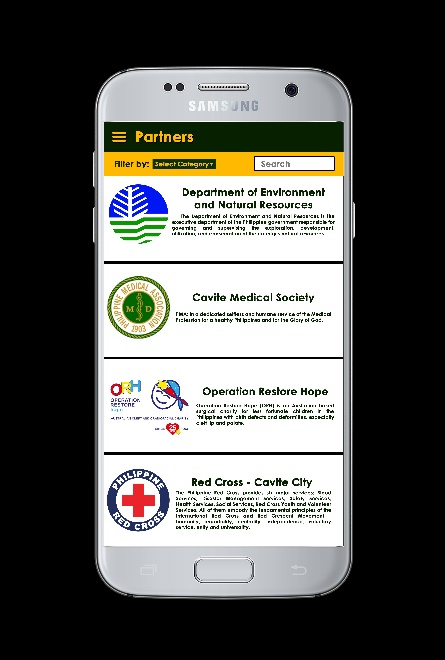 SAMSUNG
Partners
Filter by: Select Category▾ Search
Department of Environment
and Natural Resources
The Department of Environment and Natural Resources is the
executive department of the Philippine government responsible for
governing and supervising the exploration, development,
utilization, and conservation of the country's natural resources.
PHILIPPINE MEDICAL ASSOCIATION
M D
1903
Cavite Medical Society
PMA: in a dedicated selfless and humane service of the Medical
Profession for a healthy Philippines and for the Glory of God.
ORH
OPERATION
RESTORE
hope
Operation Restore Hope
Operation Restore Hope (ORH) is an Australian based
surgical charity for less fortunate children in the
Philippines with birth defects and deformities, especially
cleft lip and palate.
PHILIPPINE
RED CROSS
Red Cross - Cavite City
The Philippine Red Cross provides six major services: Blood
Services, Disaster Management Services, Safety Services,
Health Services, Social Services, Red Cross Youth and Volunteer
Services. All of them embody the fundamental principles of the
International Red Cross and Red Crescent Movement –
humanity, impartiality, neutrality, independence, voluntary
service, unity and universality.